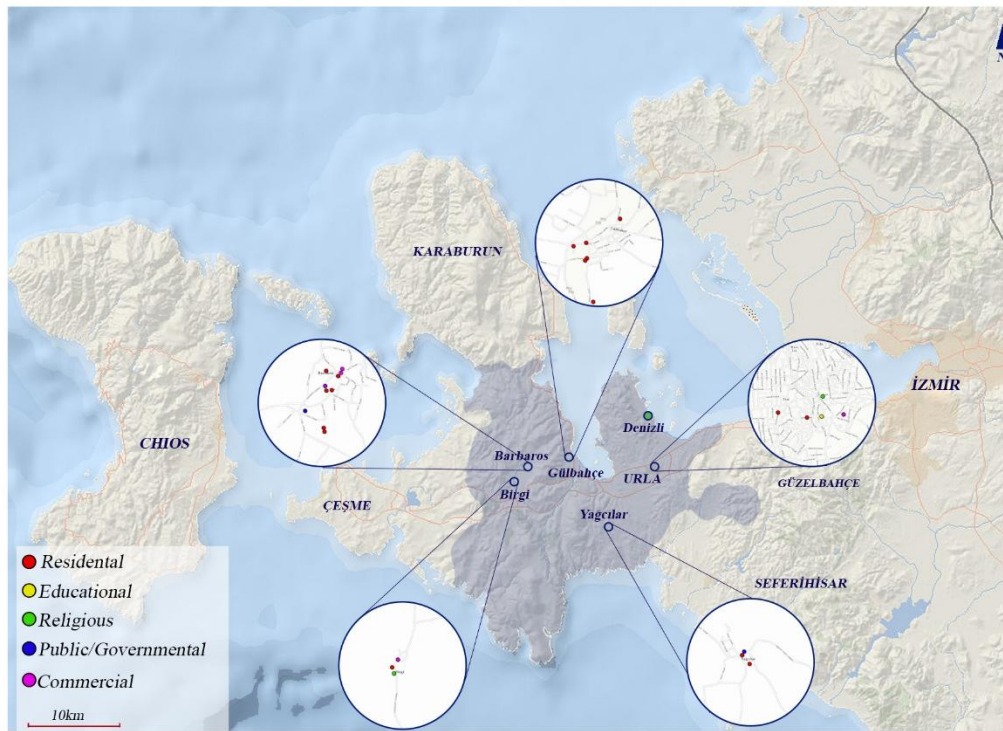 N
KARABURUN
İZMİR
CHIOS
Denizli
Barbaros
Gülbahçe
URLA
GÜZELBAHÇE
Birgi
ÇEŞME
Yagcılar
SEFERİHİSAR
Residental
Educational
Religious
Public/Governmental
Commercial
10km